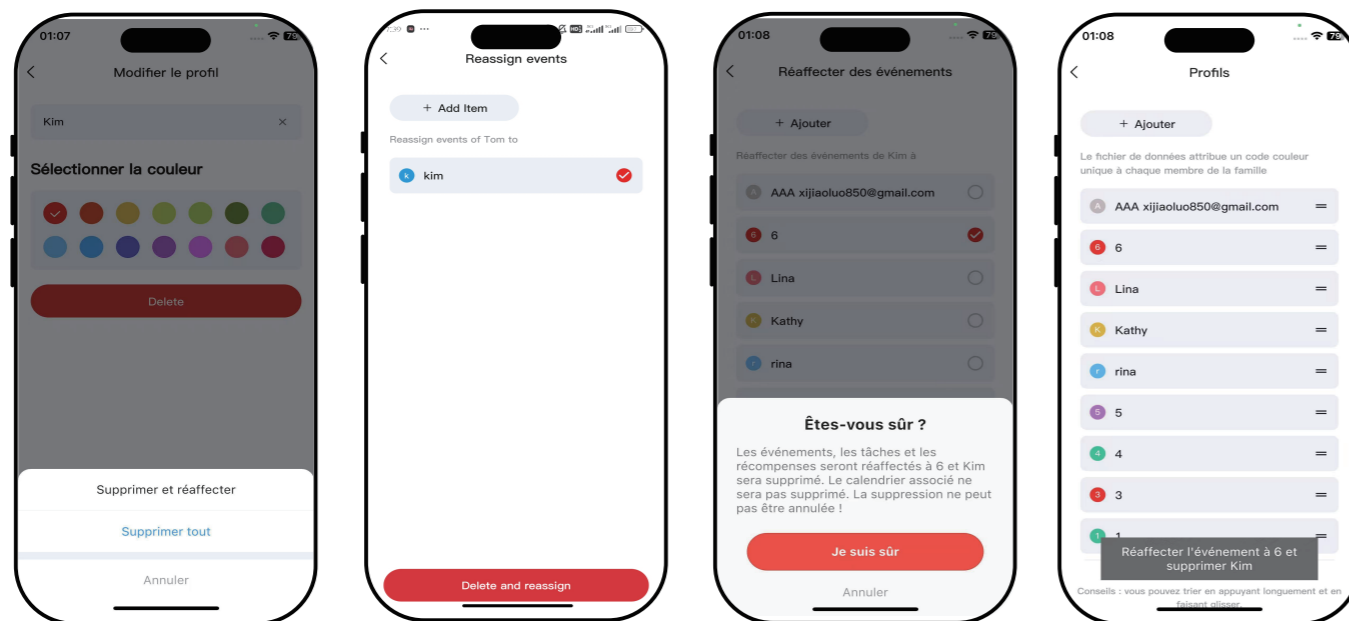 01:07
79
Modifier le profil
Kim
Sélectionner la couleur
Delete
Supprimer et réaffecter
Supprimer tout
Annuler
Reassign events
+ Add Item
Reassign events of Tom to
k kim
Delete and reassign
01:08
79
Réaffecter des événements
+ Ajouter
Réaffecter des événements de Kim à
A AAA xijiaoluo850@gmail.com
6 6
L Lina
K Kathy
r rina
Êtes-vous sûr ?
Les événements, les tâches et les
récompenses seront réaffectés à 6 et Kim
sera supprimé. Le calendrier associé ne
sera pas supprimé. La suppression ne peut
pas être annulée !
Je suis sûr
Annuler
01:08
79
Profils
+ Ajouter
Le fichier de données attribue un code couleur
unique à chaque membre de la famille
A AAA xijiaoluo850@gmail.com
6 6
L Lina
K Kathy
r rina
5 5
4 4
3 3
1 1
Réaffecter l'événement à 6 et
supprimer Kim
Conseils : vous pouvez trier en appuyant longuement et en
faisant glisser.